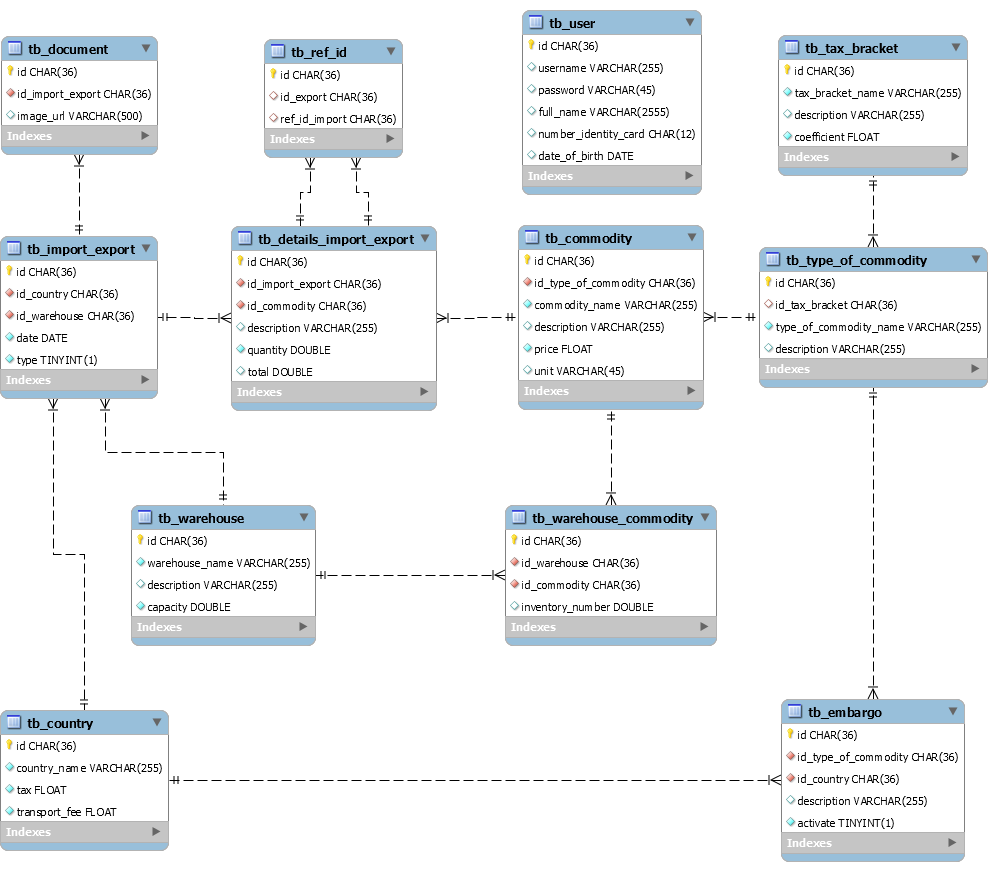 tb_document
id CHAR(36)
id_import_export CHAR(36)
image_url VARCHAR(500)
Indexes
tb_ref_id
id CHAR(36)
id_export CHAR(36)
ref_id_import CHAR(36)
Indexes
tb_user
id CHAR(36)
username VARCHAR(255)
password VARCHAR(45)
full_name VARCHAR(2555)
number_identity_card CHAR(12)
date_of_birth DATE
Indexes
tb_tax_bracket
id CHAR(36)
tax_bracket_name VARCHAR(255)
description VARCHAR(255)
coefficient FLOAT
Indexes
tb_import_export
id CHAR(36)
id_country CHAR(36)
id_warehouse CHAR(36)
date DATE
type TINYINT(1)
Indexes
tb_details_import_export
id CHAR(36)
id_import_export CHAR(36)
id_commodity CHAR(36)
description VARCHAR(255)
quantity DOUBLE
total DOUBLE
Indexes
tb_commodity
id CHAR(36)
id_type_of_commodity CHAR(36)
commodity_name VARCHAR(255)
description VARCHAR(255)
price FLOAT
unit VARCHAR(45)
Indexes
tb_type_of_commodity
id CHAR(36)
id_tax_bracket CHAR(36)
type_of_commodity_name VARCHAR(255)
description VARCHAR(255)
Indexes
tb_warehouse
id CHAR(36)
warehouse_name VARCHAR(255)
description VARCHAR(255)
capacity DOUBLE
Indexes
tb_warehouse_commodity
id CHAR(36)
id_warehouse CHAR(36)
id_commodity CHAR(36)
inventory_number DOUBLE
Indexes
tb_country
id CHAR(36)
country_name VARCHAR(255)
tax FLOAT
transport_fee FLOAT
Indexes
tb_embargo
id CHAR(36)
id_type_of_commodity CHAR(36)
id_country CHAR(36)
description VARCHAR(255)
activate TINYINT(1)
Indexes